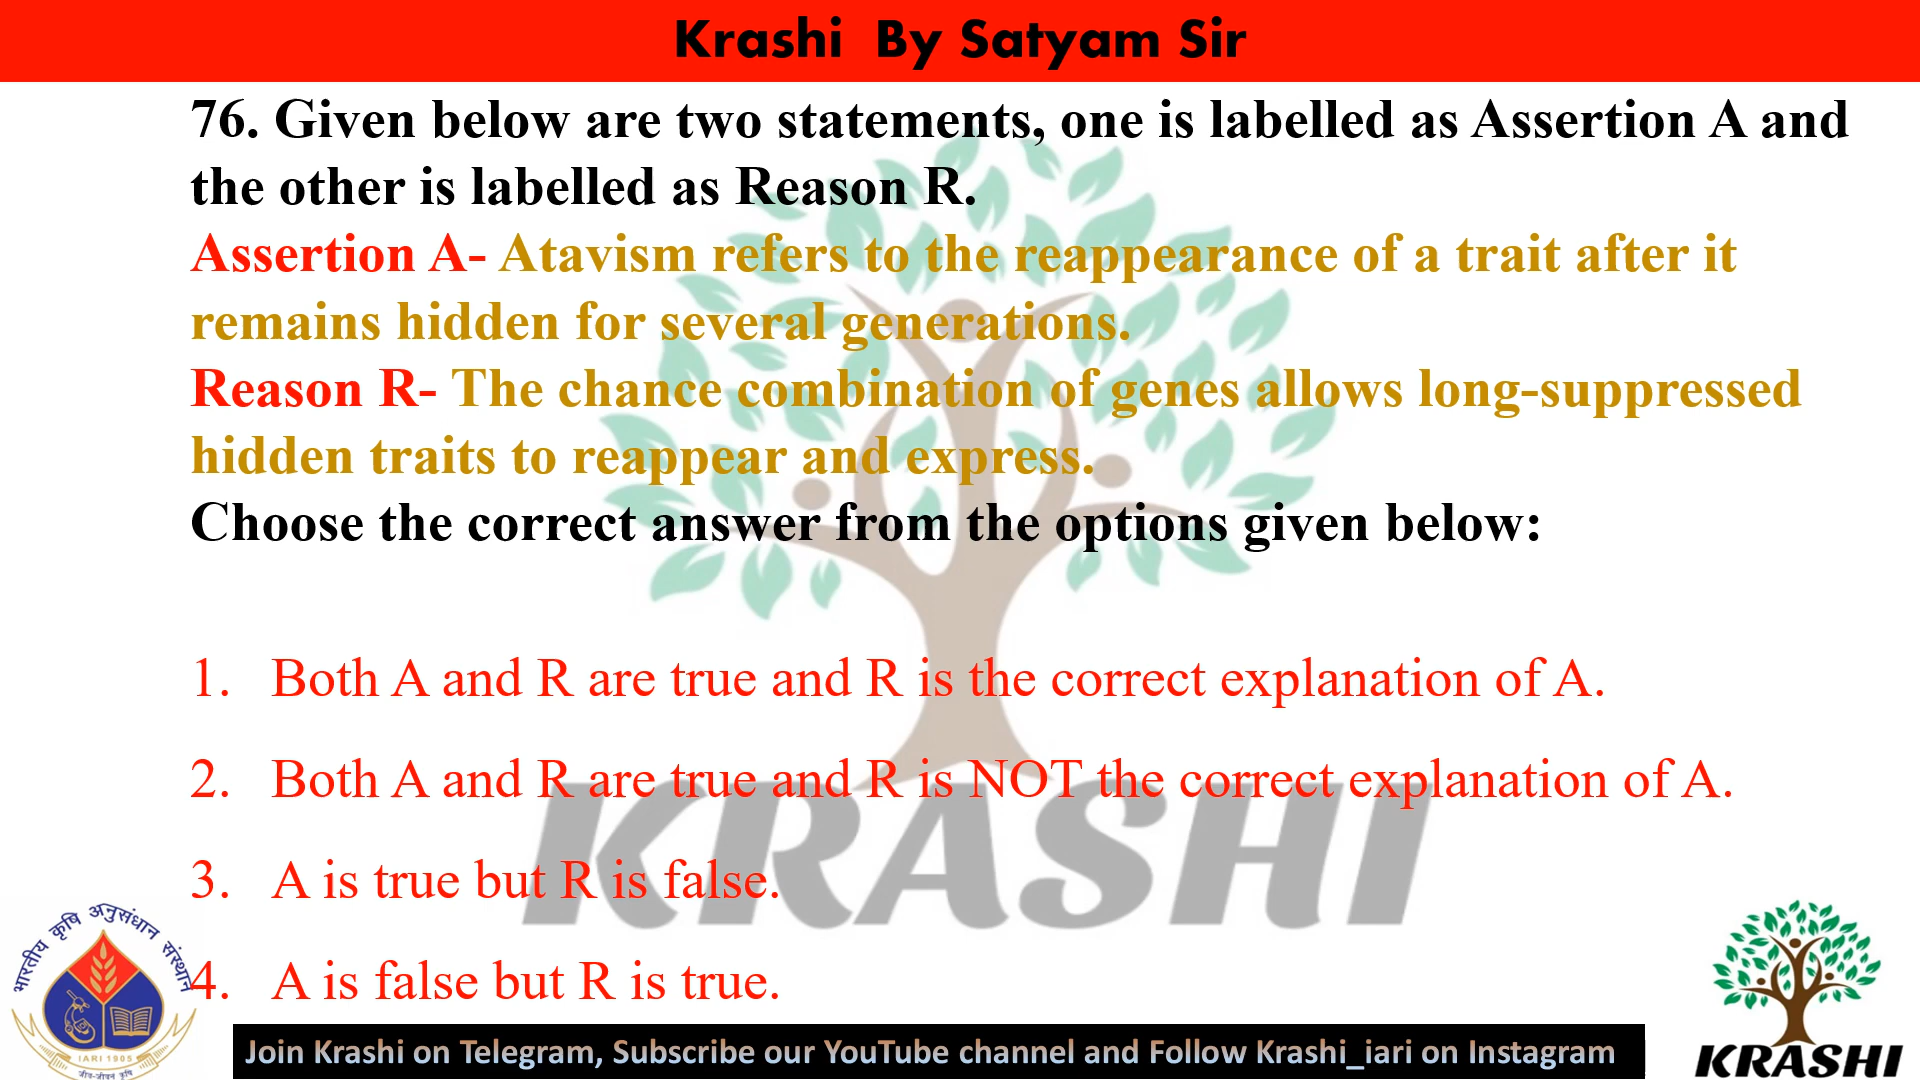 Krashi By Satyam Sir
76. Given below are two statements, one is labelled as Assertion A and
the other is labelled as Reason R.
Assertion A- Atavism refers to the reappearance of a trait after it
remains hidden for several generations.
Reason R- The chance combination of genes allows long-suppressed
hidden traits to reappear and express.
Choose the correct answer from the options given below:
1. Both A and R are true and R is the correct explanation of A.
2. Both A and R are true and R is NOT the correct explanation of A.
KRASHI
3. A is true but R is false.
4. A is false but R is true.
भारतीय कृषि अनुसंधान संस्थान
IARI 1905
Join Krashi on Telegram, Subscribe our YouTube channel and Follow Krashi_iari on Instagram
KRASHI